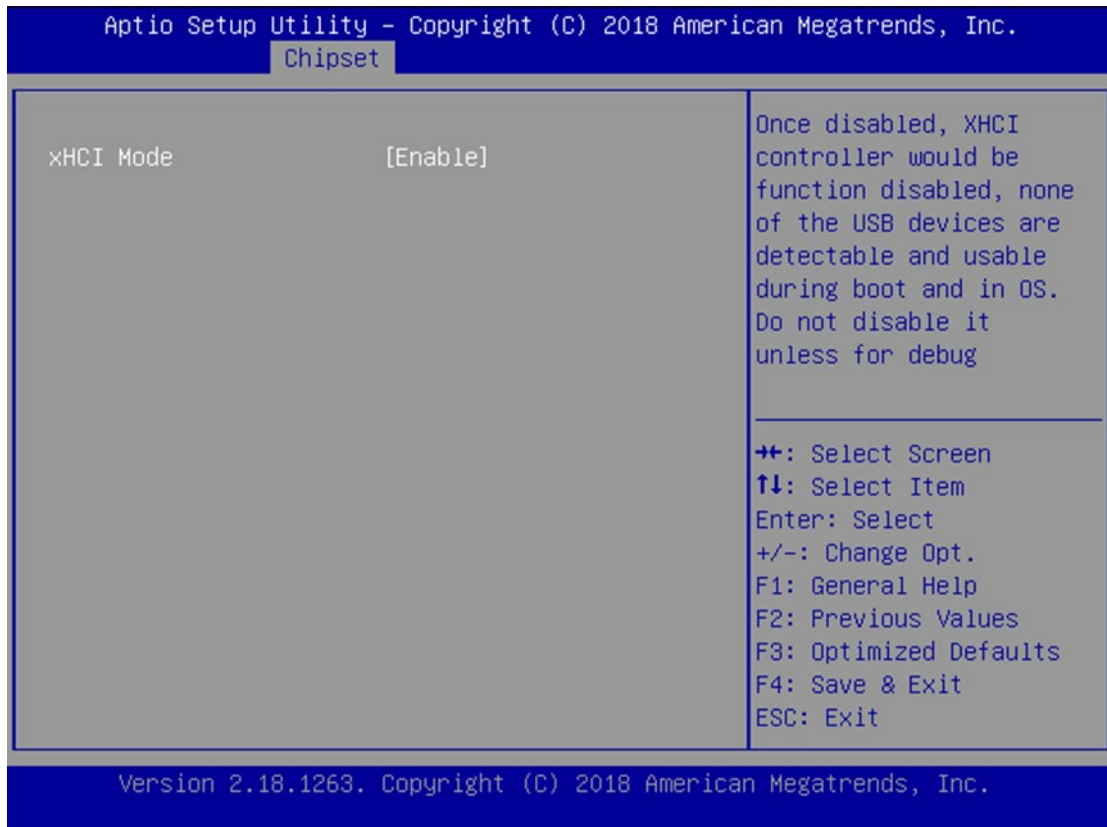 Aptio Setup Utility – Copyright (C) 2018 American Megatrends, Inc.
Chipset
xHCI Mode [Enable]
Once disabled, XHCI
controller would be
function disabled, none
of the USB devices are
detectable and usable
during boot and in OS.
Do not disable it
unless for debug
→←: Select Screen
↑↓: Select Item
Enter: Select
+/-: Change Opt.
F1: General Help
F2: Previous Values
F3: Optimized Defaults
F4: Save & Exit
ESC: Exit
Version 2.18.1263. Copyright (C) 2018 American Megatrends, Inc.